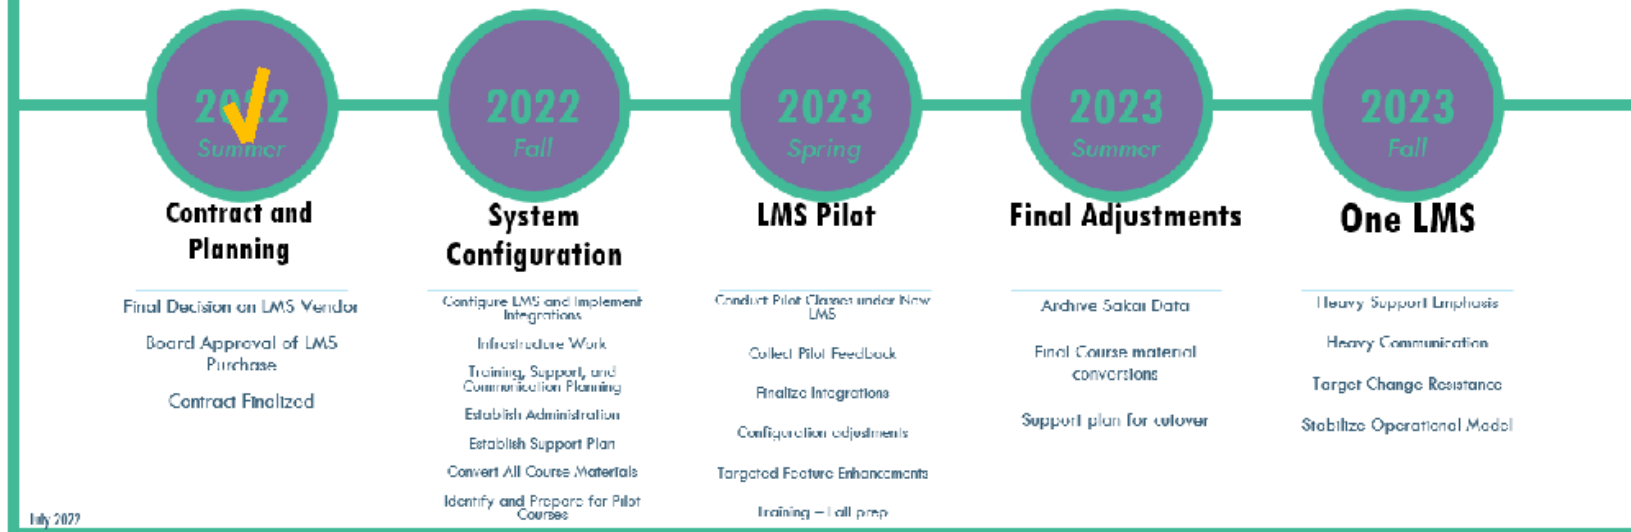 2022
Summer
2022
Fall
2023
Spring
2023
Summer
2023
Fall
Contract and
Planning
Final Decision on LMS Vendor
Board Approval of LMS
Purchase
Contract Finalized
System
Configuration
Configure LMS and Implement
Integrations
Infrastructure Work
Training, Support, and
Communication Planning
Establish Administration
Establish Support Plan
Convert All Course Materials
Identify and Prepare for Pilot
Courses
LMS Pilot
Conduct Pilot Classes under New
LMS
Collect Pilot Feedback
Finalize Integrations
Configuration adjustments
Targeted Feature Enhancements
Training – Fall prep
Final Adjustments
Archive Sakai Data
Final Course material
conversions
Support plan for cutover
One LMS
Heavy Support Emphasis
Heavy Communication
Target Change Resistance
Stabilize Operational Model
July 2022